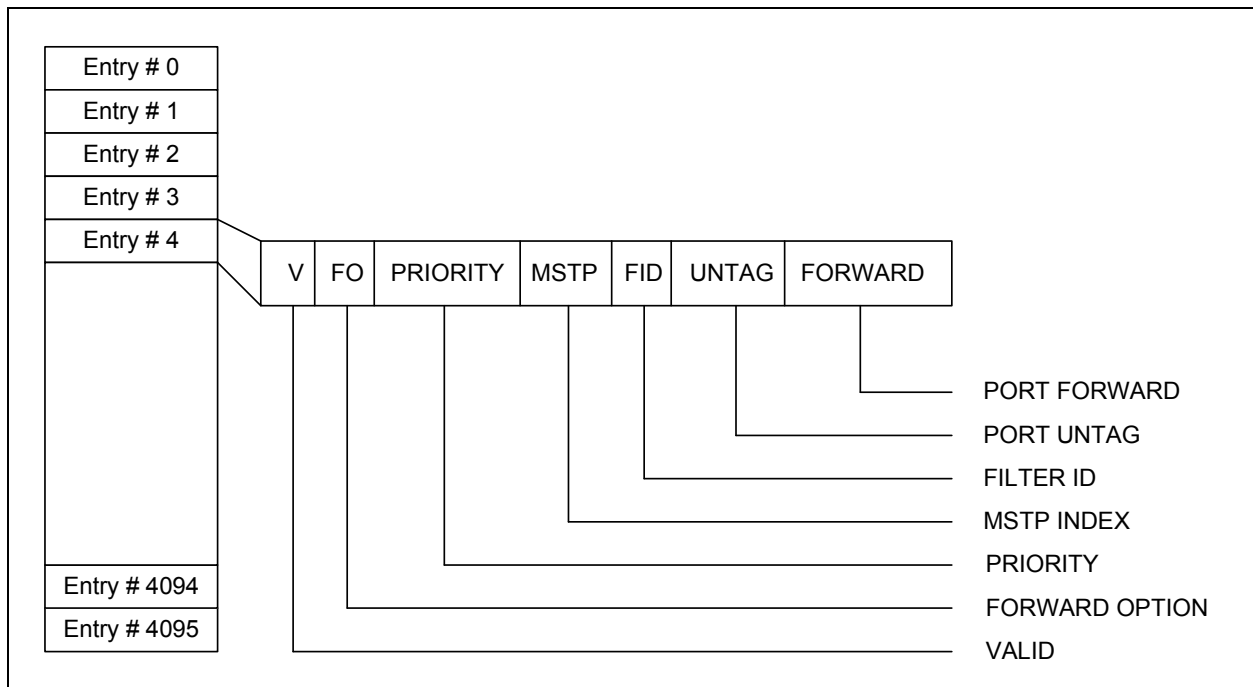 Entry # 0
Entry # 1
Entry # 2
Entry # 3
Entry # 4
V FO PRIORITY MSTP FID UNTAG FORWARD
PORT FORWARD
PORT UNTAG
FILTER ID
MSTP INDEX
PRIORITY
FORWARD OPTION
VALID
Entry # 4094
Entry # 4095